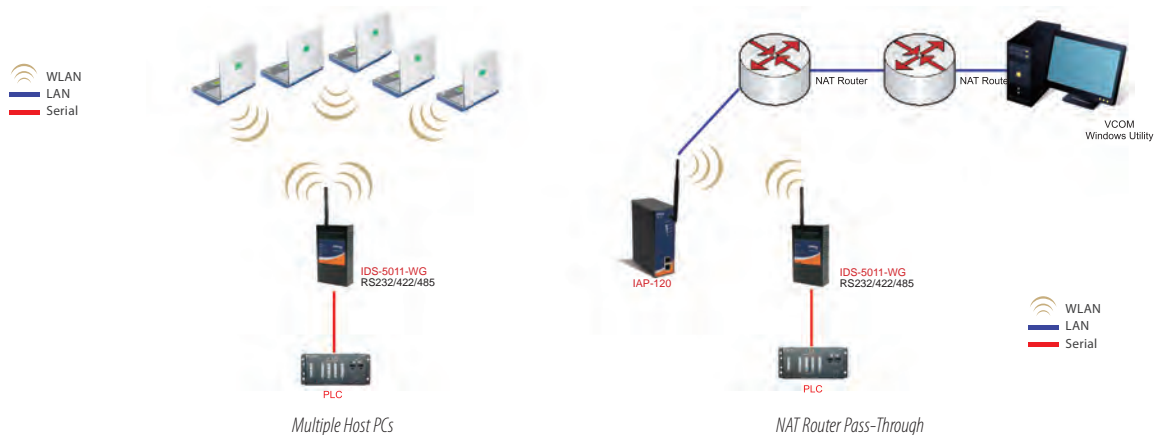 WLAN
LAN
Serial
IDS-5011-WG
RS232/422/485
PLC
Multiple Host PCs
NAT Router
NAT Route
VCOM
Windows Utility
IAP-120
IDS-5011-WG
RS232/422/485
PLC
WLAN
LAN
Serial
NAT Router Pass-Through